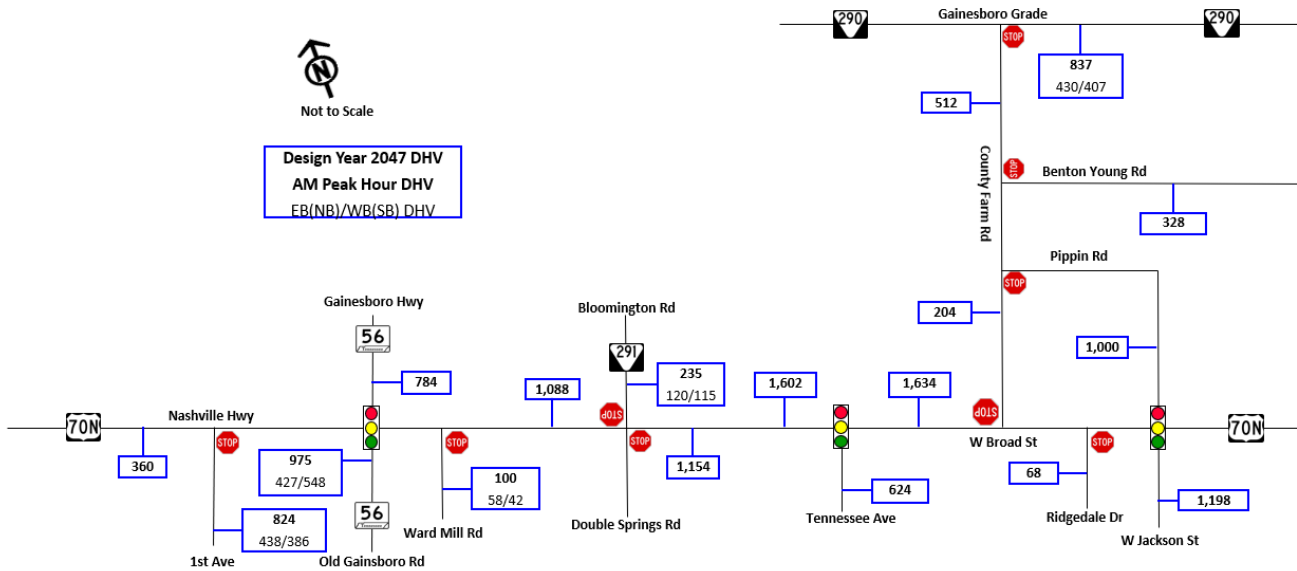 290
Gainesboro Grade
290
STOP
837
430/407
N
Not to Scale
512
Design Year 2047 DHV
AM Peak Hour DHV
EB(NB)/WB(SB) DHV
County Farm Rd
STOP
Benton Young Rd
328
Pippin Rd
STOP
Gainesboro Hwy
Bloomington Rd
204
56
291
1,000
784
235
120/115
1,088
1,602
1,634
70N
Nashville Hwy
STOP
STOP
STOP
STOP
STOP
W Broad St
STOP
70N
360
975
427/548
1,154
68
100
58/42
624
1,198
56
824
438/386
Ward Mill Rd
Double Springs Rd
Tennessee Ave
Ridgedale Dr
W Jackson St
1st Ave
Old Gainsboro Rd